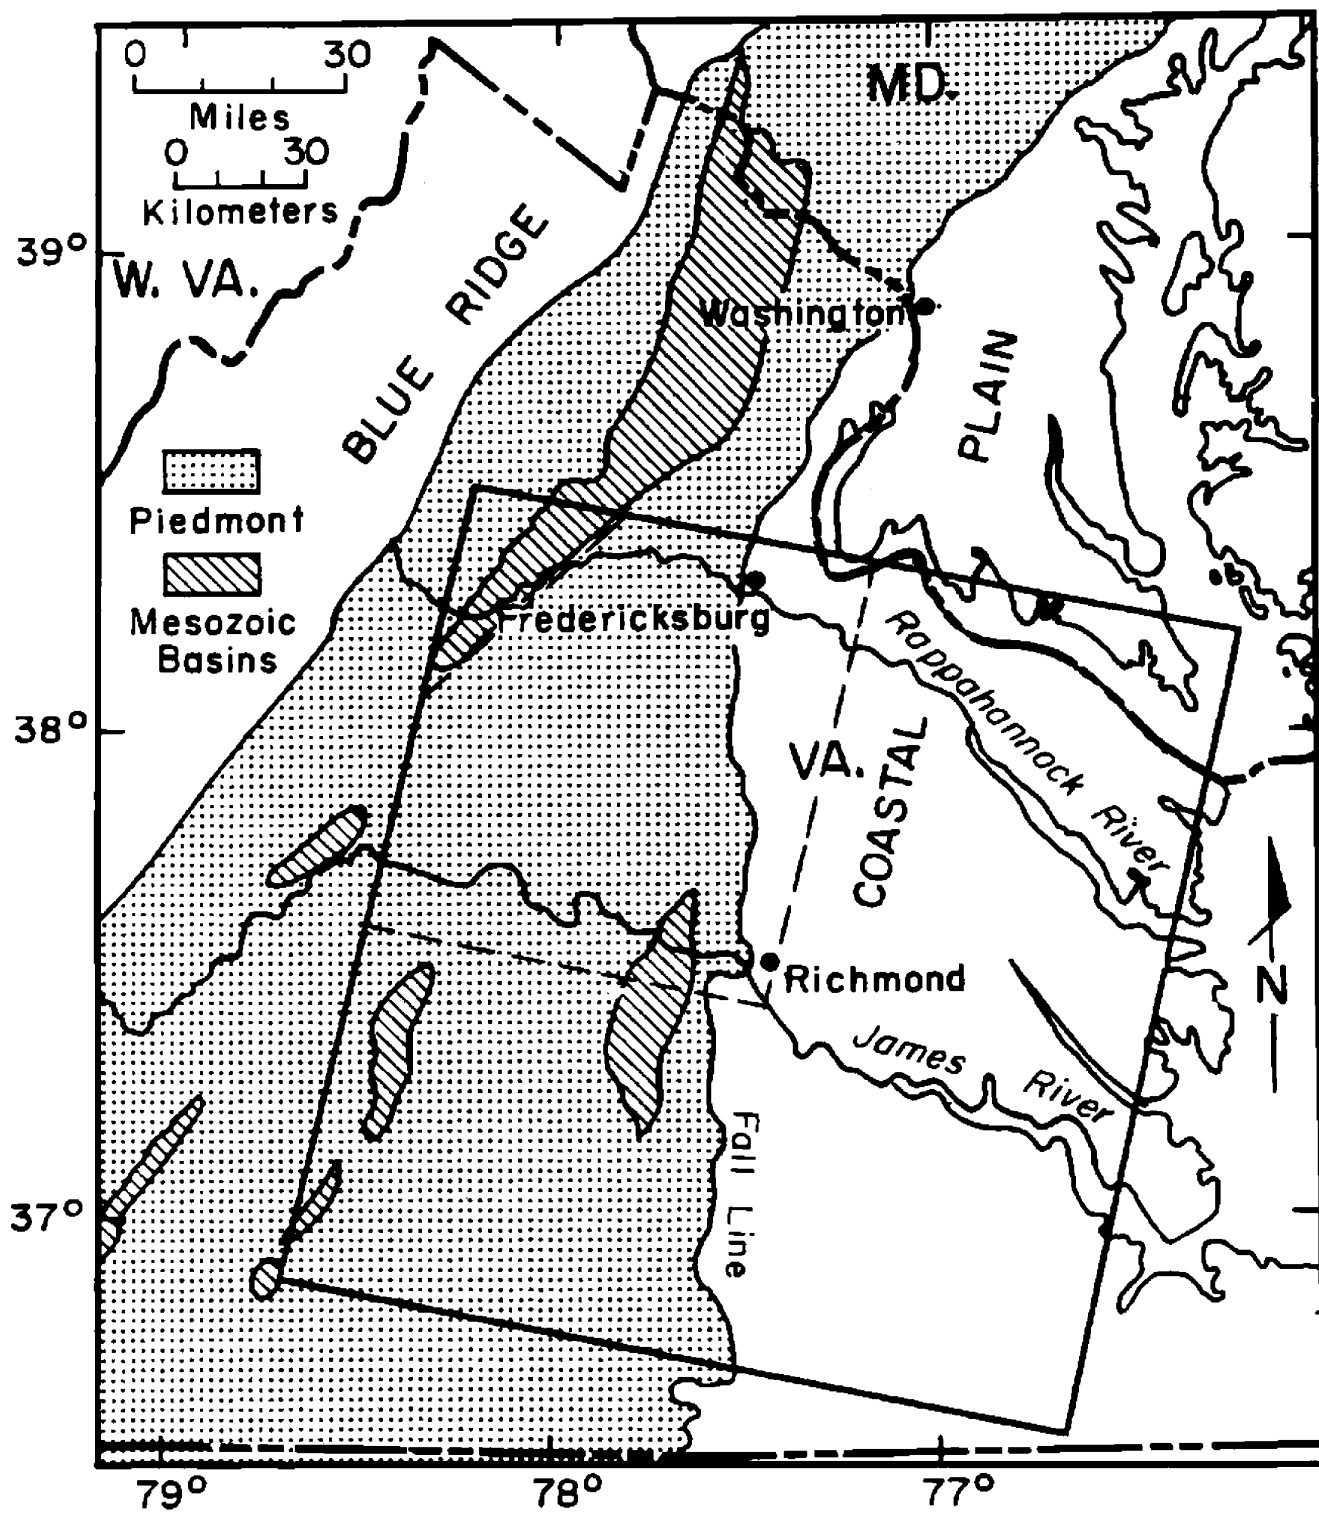 0 30
Miles
0 30
Kilometers
MD.
39°
W. VA.
BLUE RIDGE
Washington
PLAIN
Piedmont
Mesozoic
Basins
Fredericksburg
Rappahannock River
38°
VA.
COASTAL
Richmond
N
James River
Fall Line
37°
79° 78° 77°